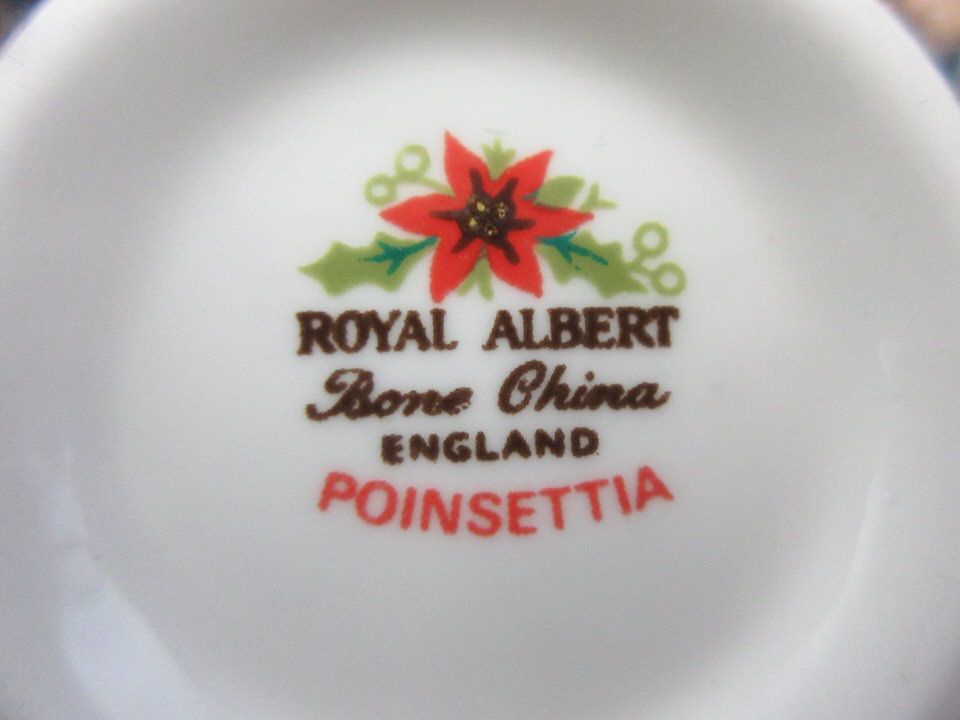 ROYAL ALBERT
Bone China
ENGLAND
POINSETTIA